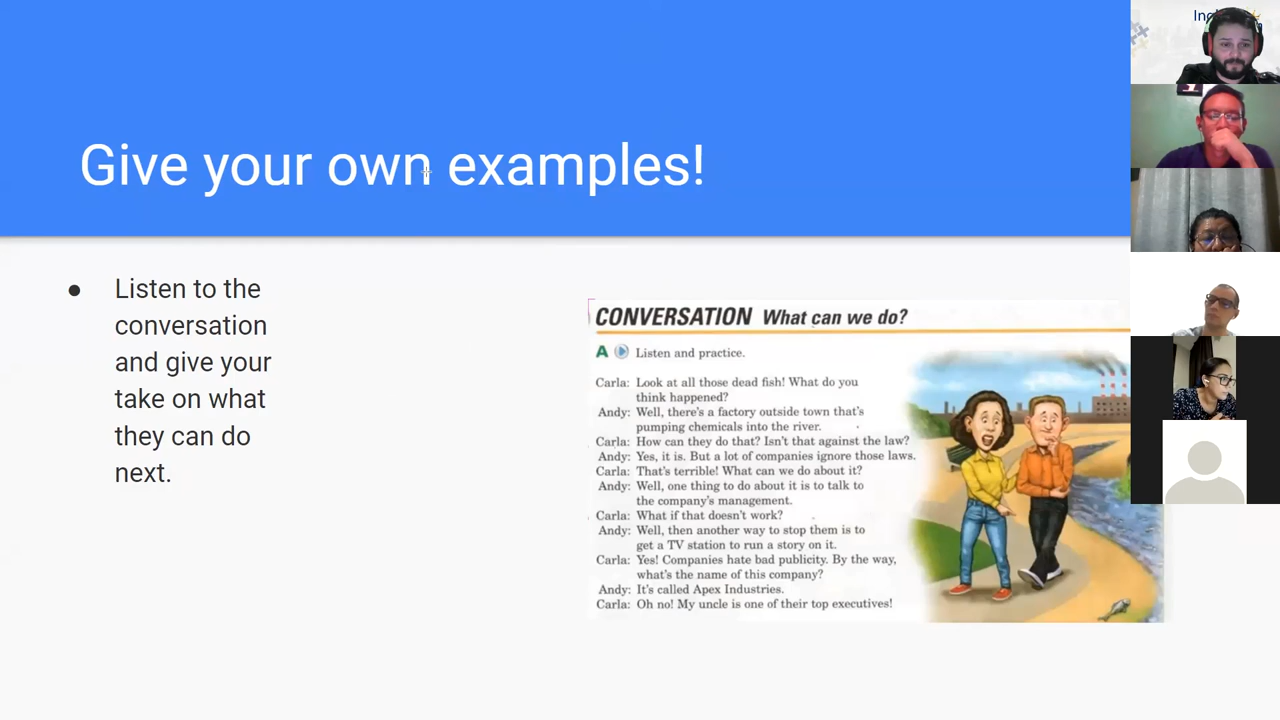 Give your own examples!
● Listen to the
conversation
and give your
take on what
they can do
next.
CONVERSATION What can we do?
A Listen and practice.
Carla: Look at all those dead fish! What do you
think happened?
Andy: Well, there's a factory outside town that's
pumping chemicals into the river.
Carla: How can they do that? Isn't that against the law?
Andy: Yes, it is. But a lot of companies ignore those laws.
Carla: That's terrible! What can we do about it?
Andy: Well, one thing to do about it is to talk to
the company's management.
Carla: What if that doesn't work?
Andy: Well, then another way to stop them is to
get a TV station to run a story on it.
Carla: Yes! Companies hate bad publicity. By the way,
what's the name of this company?
Andy: It's called Apex Industries.
Carla: Oh no! My uncle is one of their top executives!